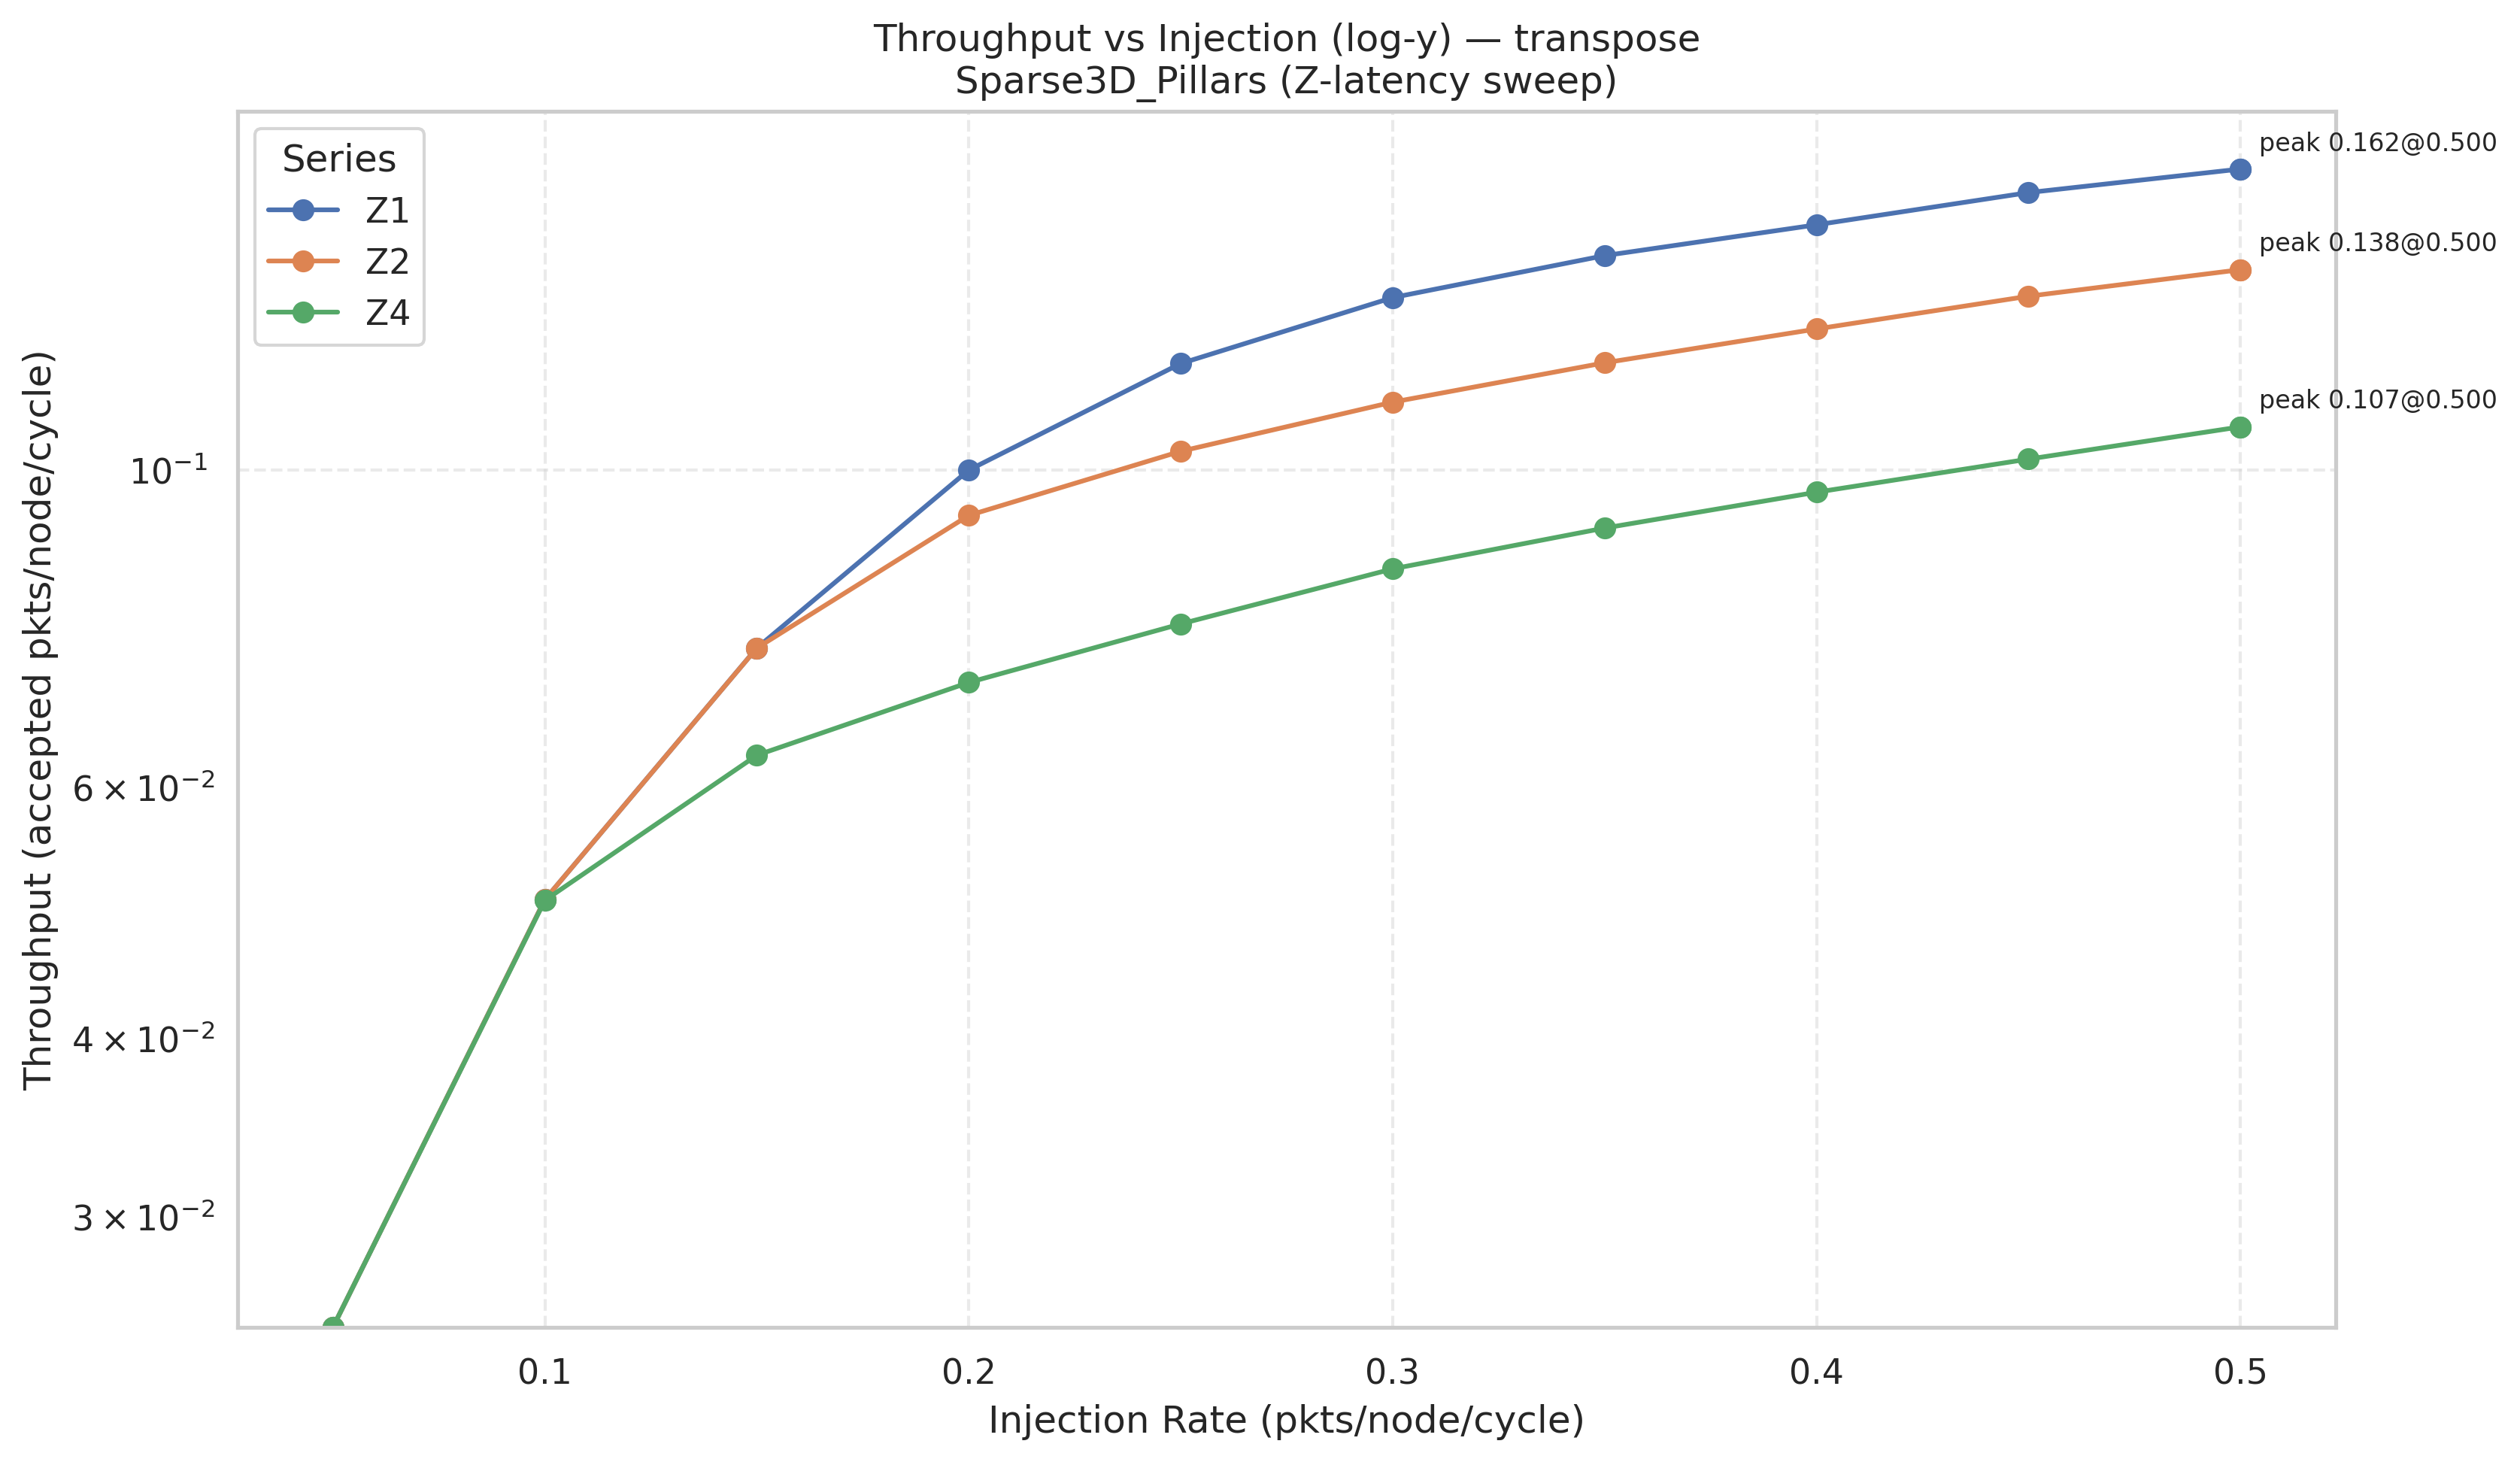 Throughput vs Injection (log-y) — transpose
Sparse3D_Pillars (Z-latency sweep)
Series
Z1
Z2
Z4
peak 0.162@0.500
peak 0.138@0.500
peak 0.107@0.500
Throughput (accepted pkts/node/cycle)
10⁻¹
6 × 10⁻²
4 × 10⁻²
3 × 10⁻²
0.1 0.2 0.3 0.4 0.5
Injection Rate (pkts/node/cycle)